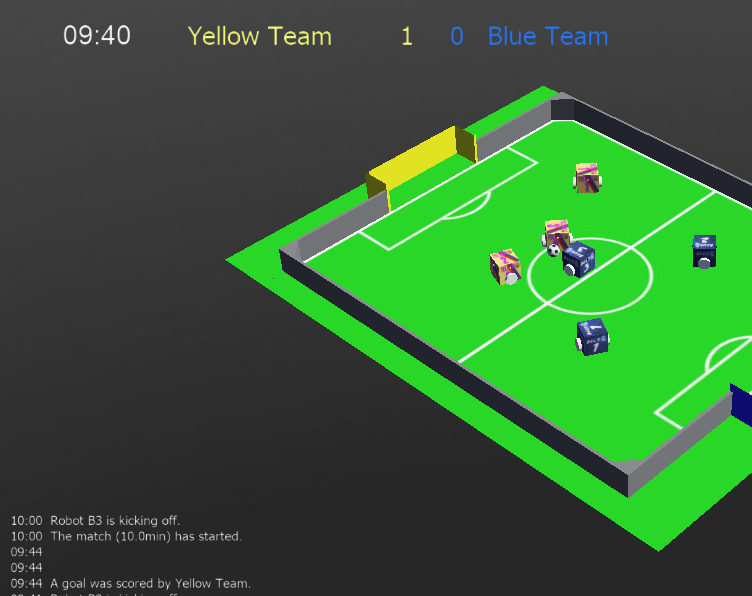 09:40 Yellow Team 1 0 Blue Team
10:00 Robot B3 is kicking off.
10:00 The match (10.0min) has started.
09:44
09:44
09:44 A goal was scored by Yellow Team.